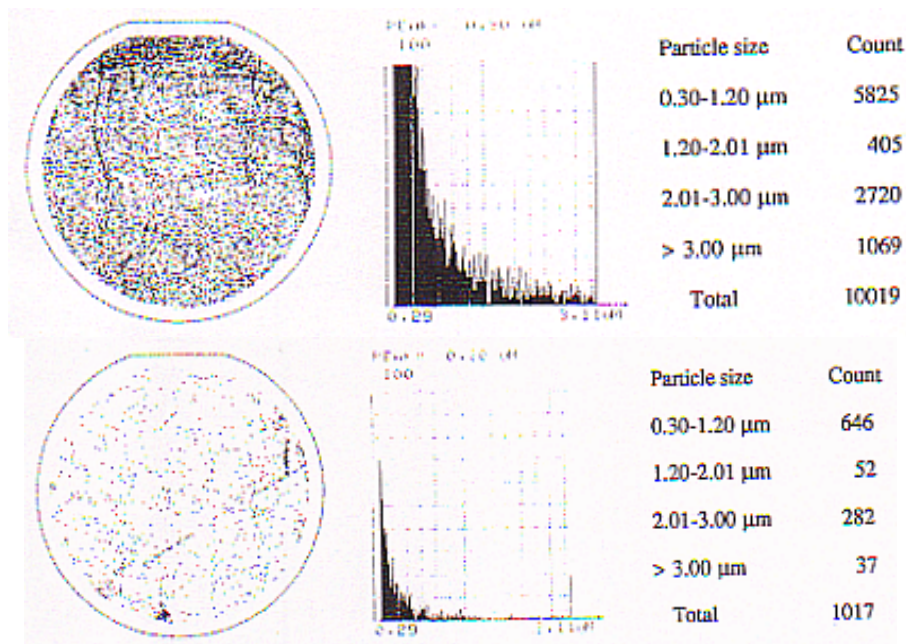 100
Particle size Count
0.30-1.20 μm 5825
1.20-2.01 μm 405
2.01-3.00 μm 2720
> 3.00 μm 1069
Total 10019
0.29
100
Particle size Count
0.30-1.20 μm 646
1.20-2.01 μm 52
2.01-3.00 μm 282
> 3.00 μm 37
Total 1017
0.29